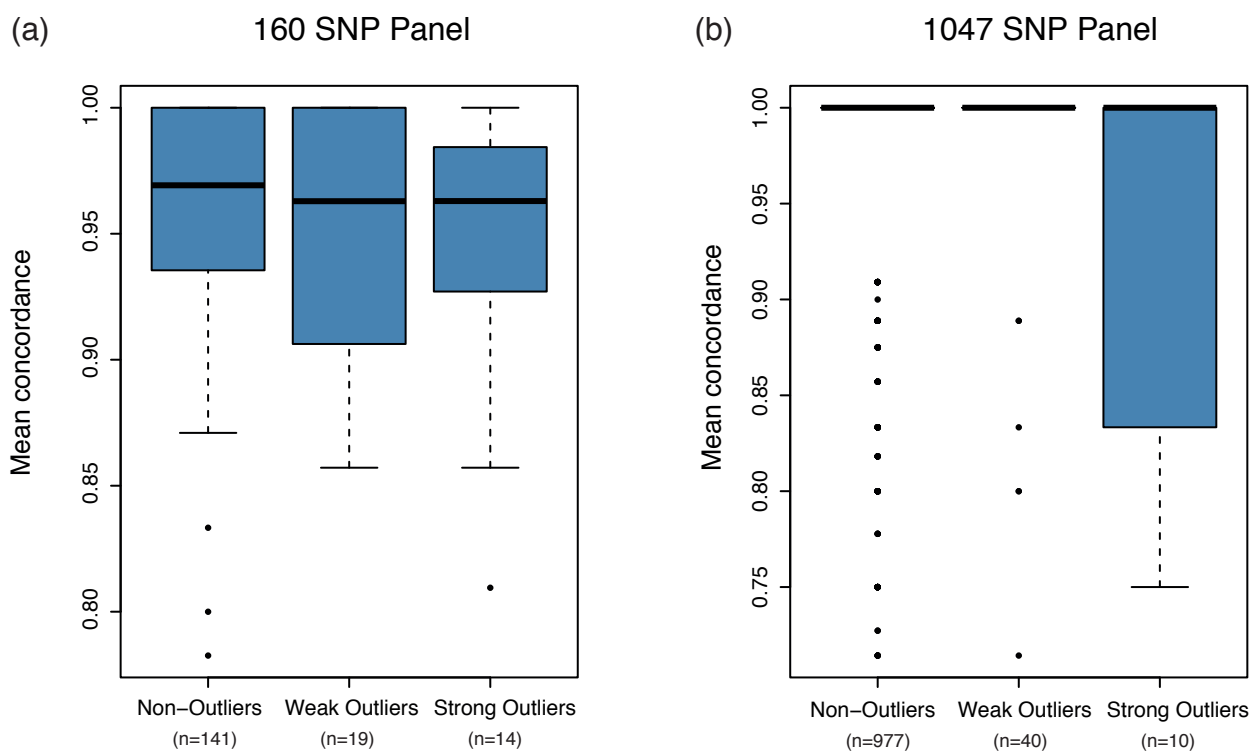 (a) 160 SNP Panel
Mean concordance
1.00
0.95
0.90
0.85
0.80
Non−Outliers Weak Outliers Strong Outliers
(n=141) (n=19) (n=14)
(b) 1047 SNP Panel
Mean concordance
1.00
0.95
0.90
0.85
0.80
0.75
Non−Outliers Weak Outliers Strong Outliers
(n=977) (n=40) (n=10)